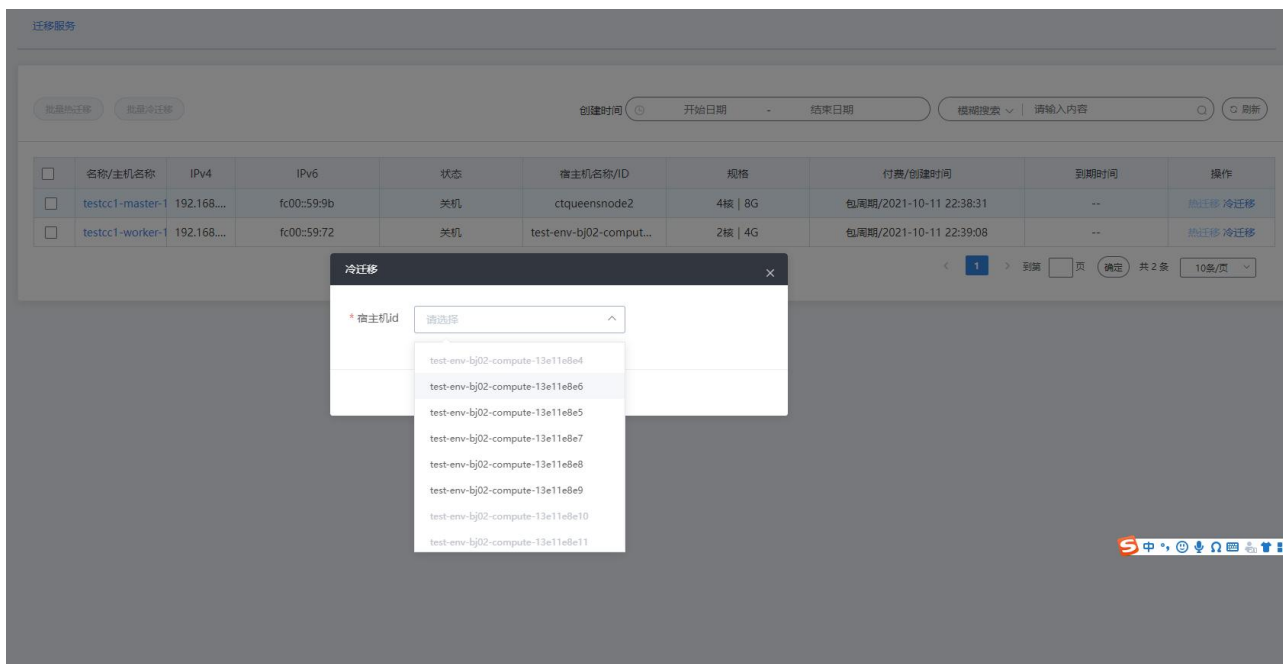 迁移服务
批量热迁移 批量冷迁移 创建时间 开始日期 - 结束日期 模糊搜索 请输入内容 刷新
名称/主机名称 IPv4 IPv6 状态 宿主机名称/ID 规格 付费/创建时间 到期时间 操作
testcc1-master-1 192.168.... fc00::59:9b 关机 ctqueensnode2 4核 | 8G 包周期/2021-10-11 22:38:31 -- 热迁移 冷迁移
testcc1-worker-1 192.168.... fc00::59:72 关机 test-env-bj02-comput... 2核 | 4G 包周期/2021-10-11 22:39:08 -- 热迁移 冷迁移
< 1 > 到第 页 确定 共 2 条 10条/页
冷迁移 ×
* 宿主机id 请选择
test-env-bj02-compute-13e11e8e4
test-env-bj02-compute-13e11e8e6
test-env-bj02-compute-13e11e8e5
test-env-bj02-compute-13e11e8e7
test-env-bj02-compute-13e11e8e8
test-env-bj02-compute-13e11e8e9
test-env-bj02-compute-13e11e8e10
test-env-bj02-compute-13e11e8e11
中